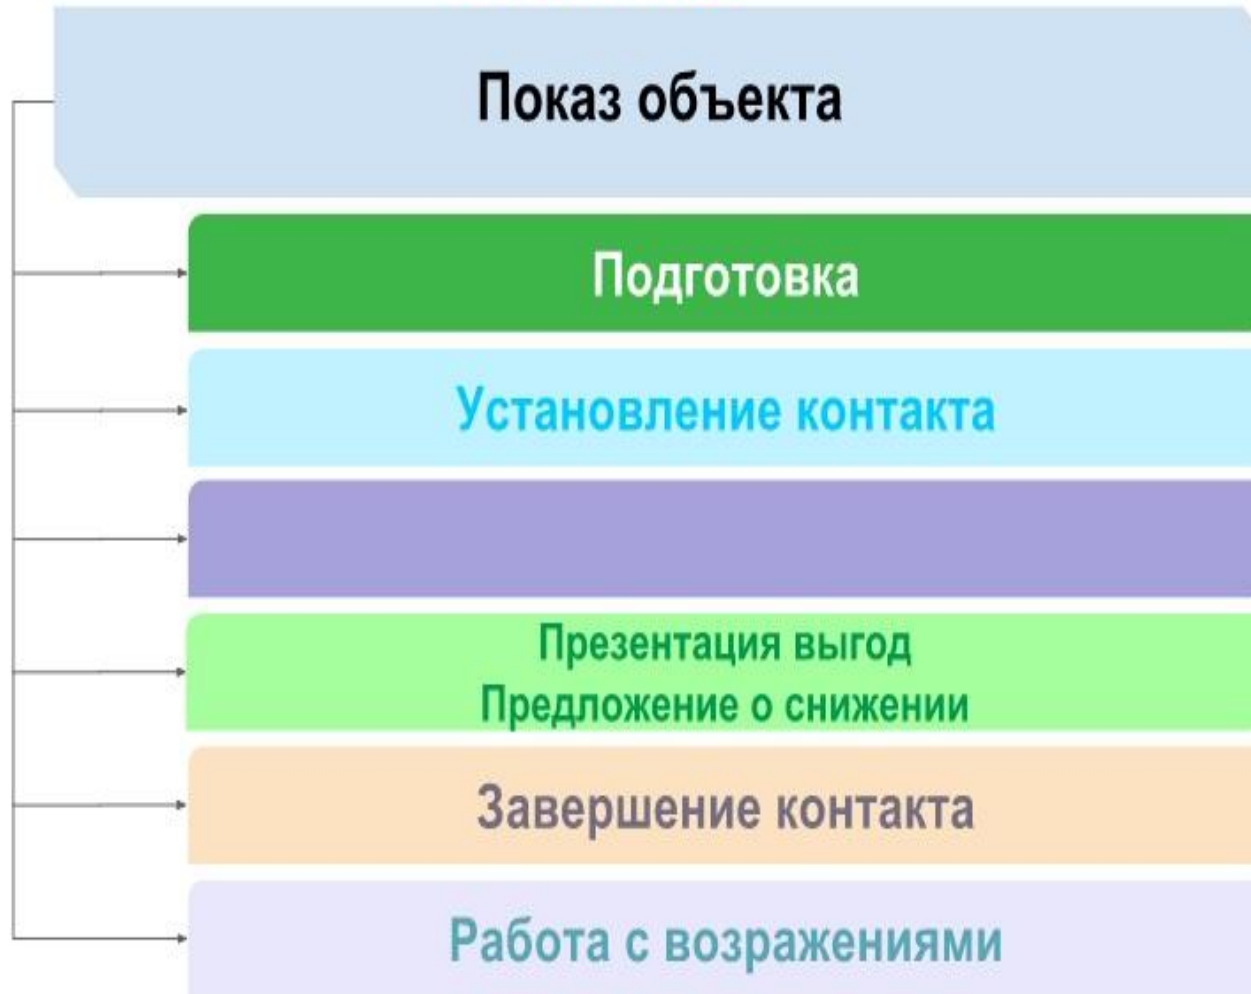 Показ объекта
Подготовка
Установление контакта
Презентация выгод
Предложение о снижении
Завершение контакта
Работа с возражениями